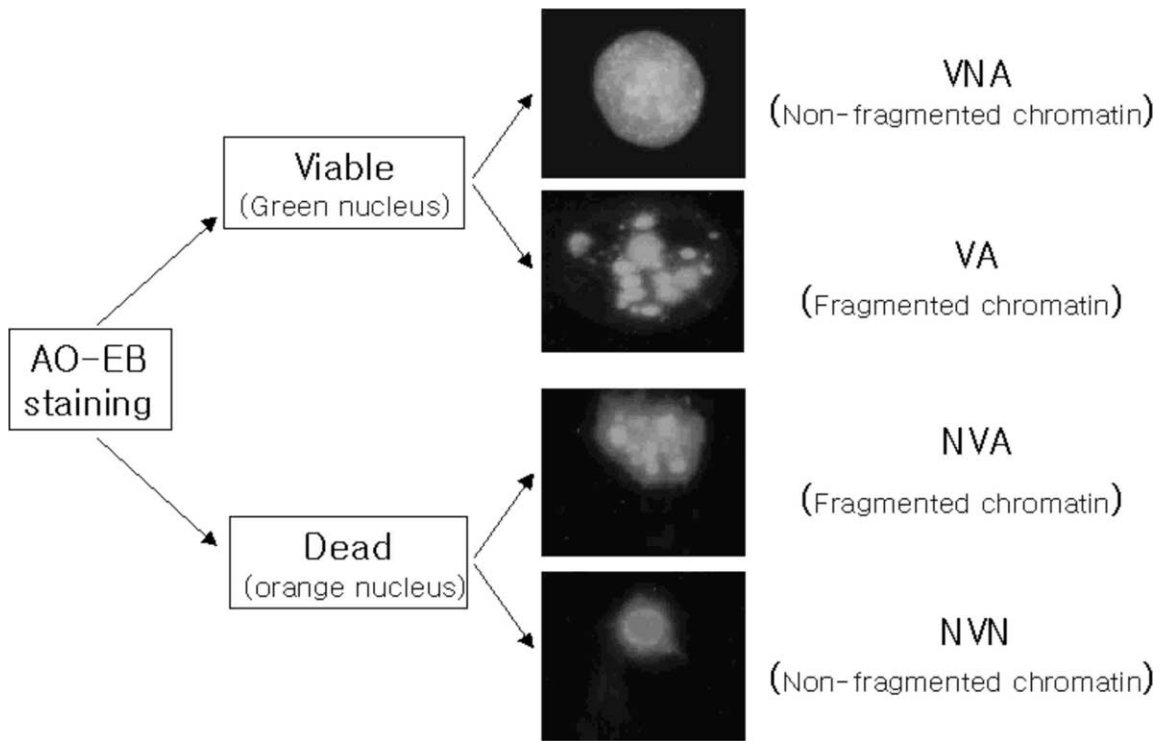 AO-EB
staining
Viable
(Green nucleus)
Dead
(orange nucleus)
VNA
(Non-fragmented chromatin)
VA
(Fragmented chromatin)
NVA
(Fragmented chromatin)
NVN
(Non-fragmented chromatin)